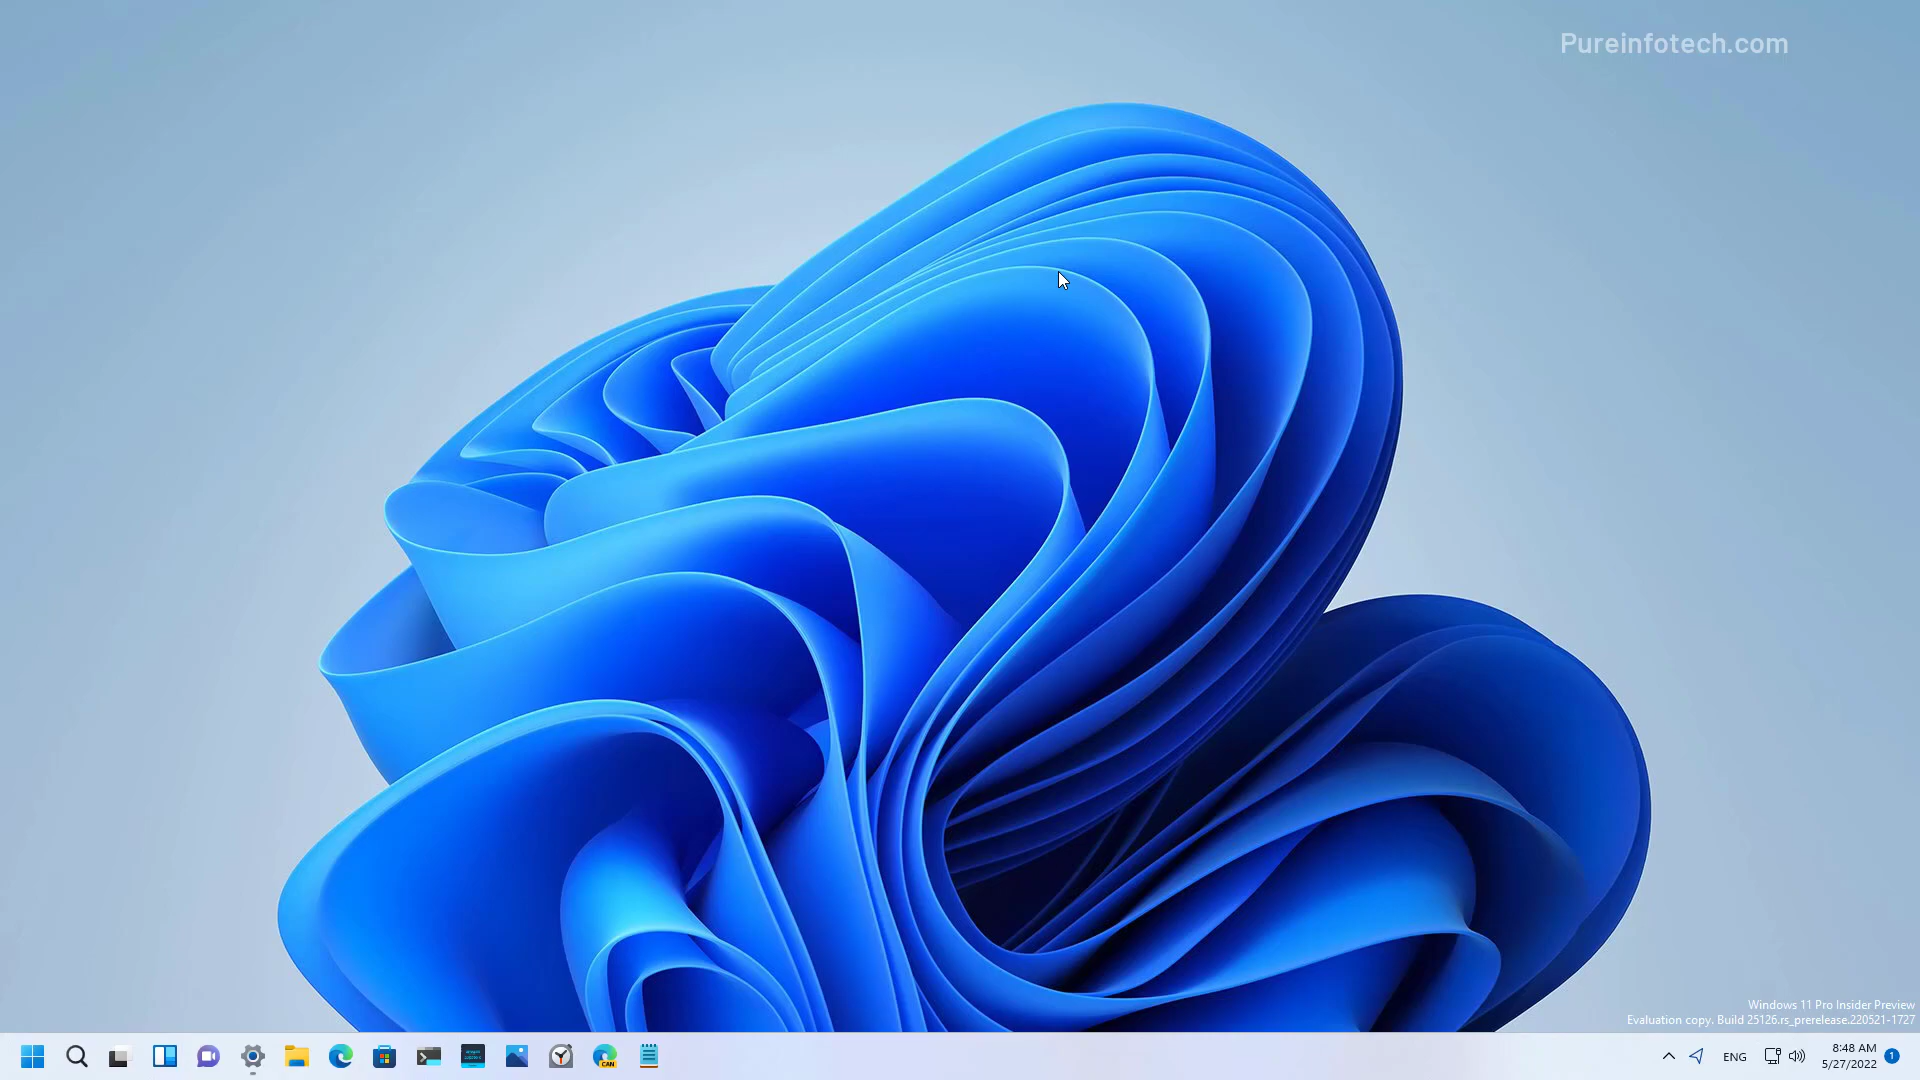 Pureinfotech.com
Windows 11 Pro Insider Preview
Evaluation copy. Build 25126.rs_prerelease.220521-1727
CAN
ENG
8:48 AM
5/27/2022
1